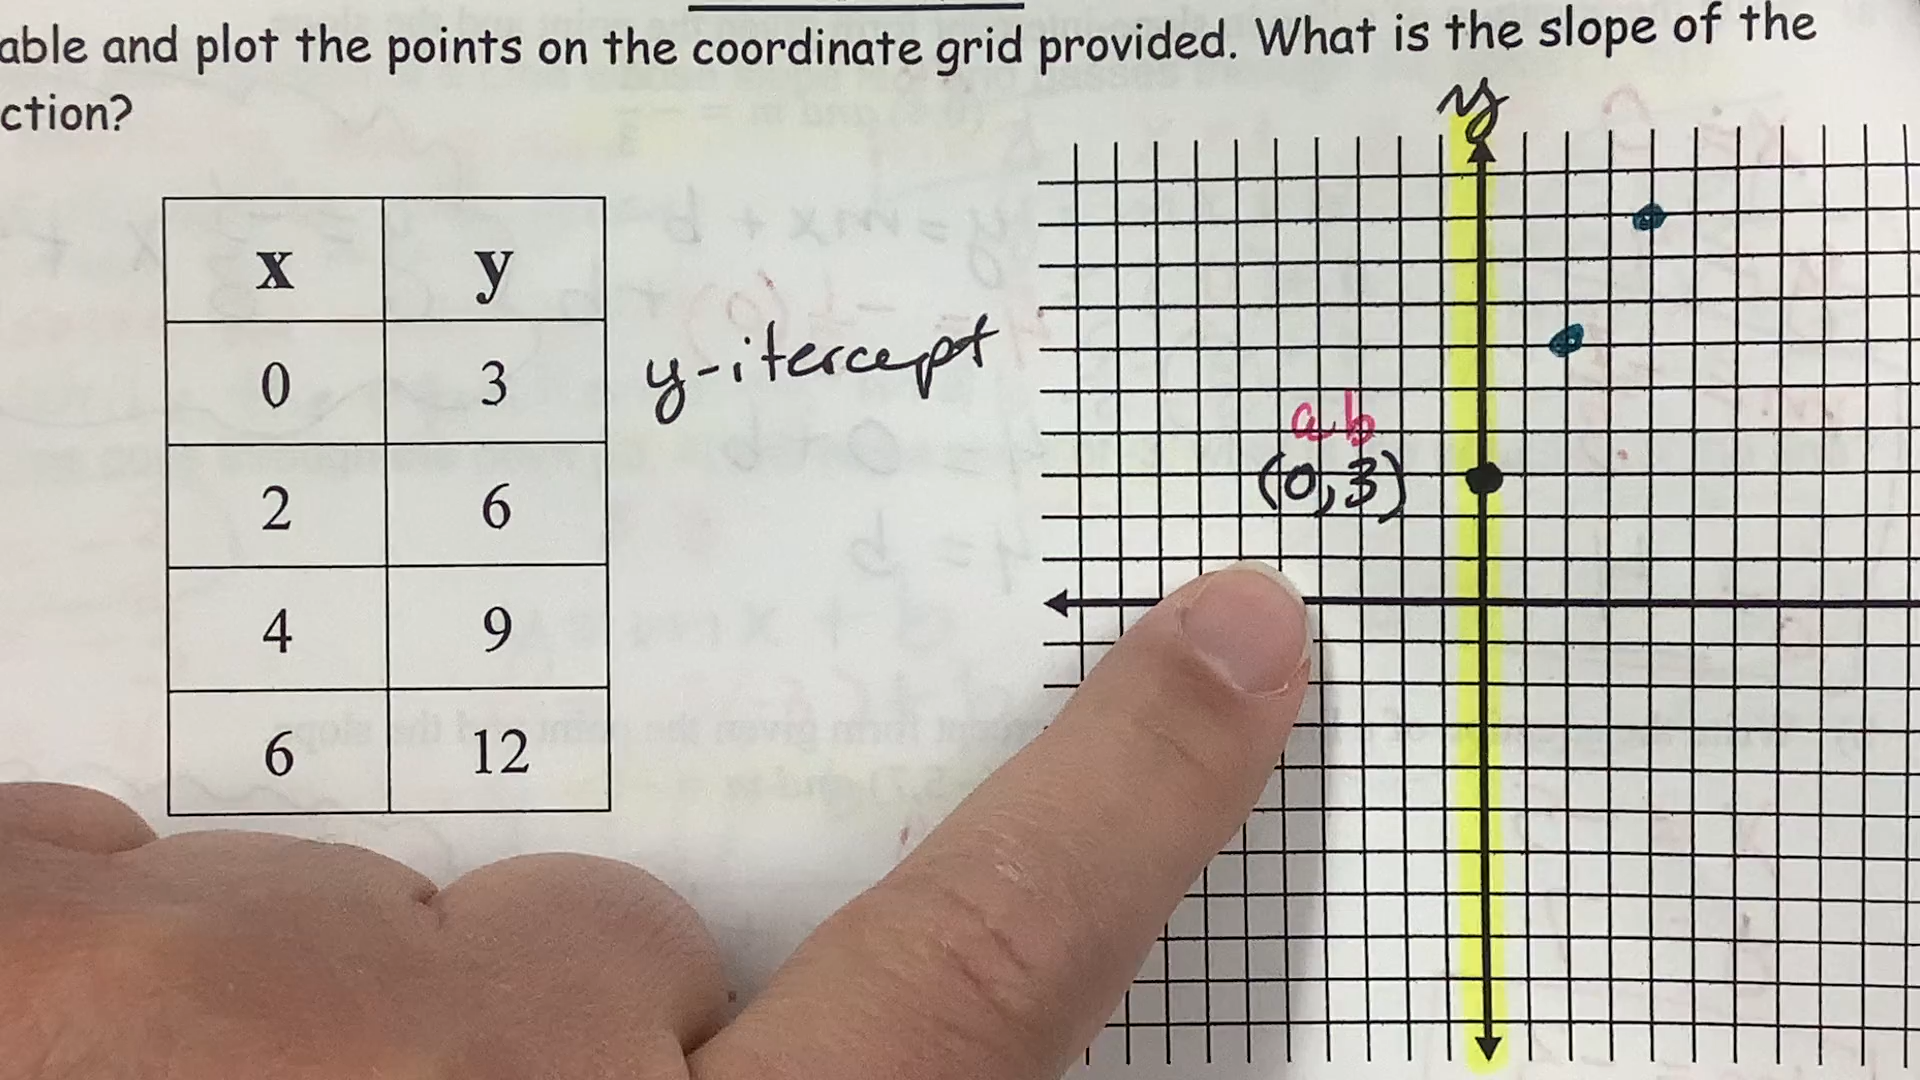 able and plot the points on the coordinate grid provided. What is the slope of the
ction?
y
x y
0 3
y-itercept
2 6
4 9
6 12
a b
(0,3)